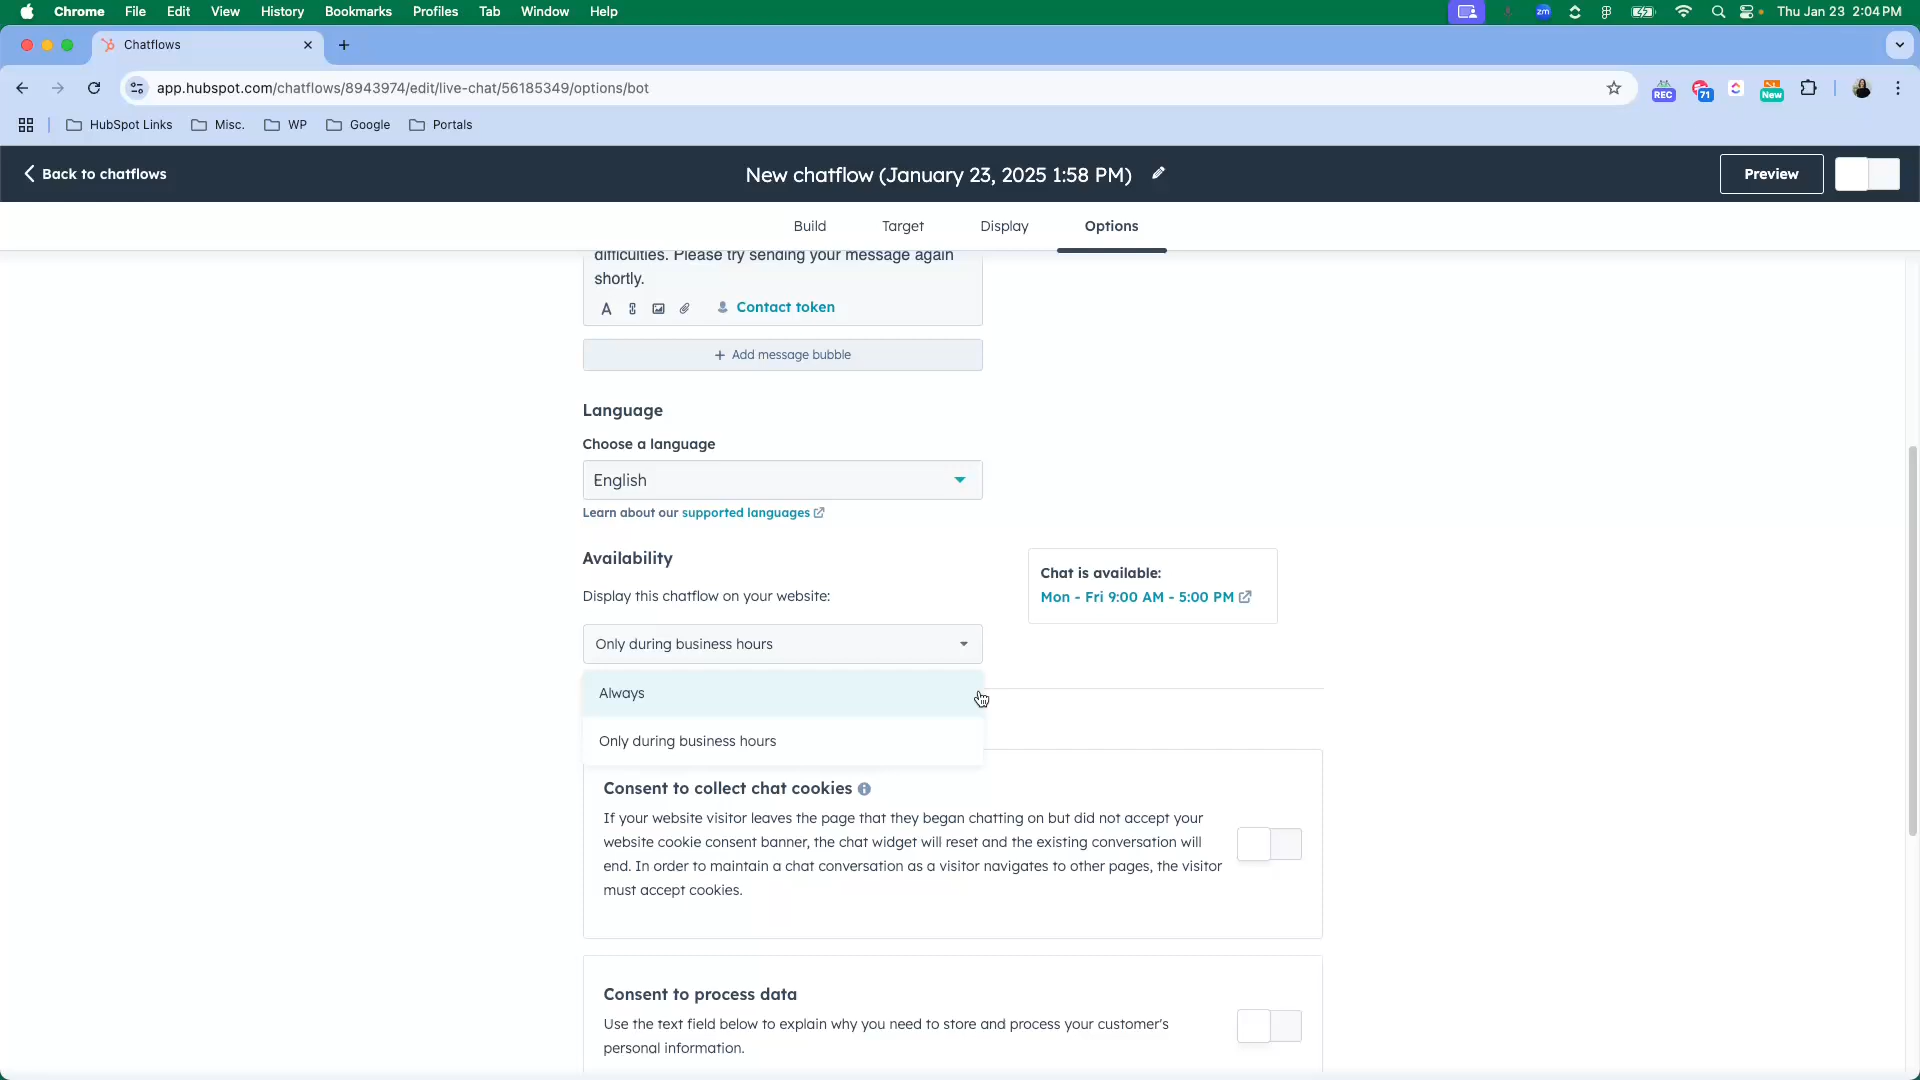 Chrome File Edit View History Bookmarks Profiles Tab Window Help
zm
Thu Jan 23 2:04 PM
Chatflows
app.hubspot.com/chatflows/8943974/edit/live-chat/56185349/options/bot
REC
71
New
HubSpot Links Misc. WP Google Portals
Back to chatflows
New chatflow (January 23, 2025 1:58 PM)
Preview
Build Target Display Options
difficulties. Please try sending your message again
shortly.
Contact token
+ Add message bubble
Language
Choose a language
English
Learn about our supported languages
Availability
Display this chatflow on your website:
Chat is available:
Mon - Fri 9:00 AM - 5:00 PM
Only during business hours
Always
Only during business hours
Consent to collect chat cookies
If your website visitor leaves the page that they began chatting on but did not accept your
website cookie consent banner, the chat widget will reset and the existing conversation will
end. In order to maintain a chat conversation as a visitor navigates to other pages, the visitor
must accept cookies.
Consent to process data
Use the text field below to explain why you need to store and process your customer's
personal information.